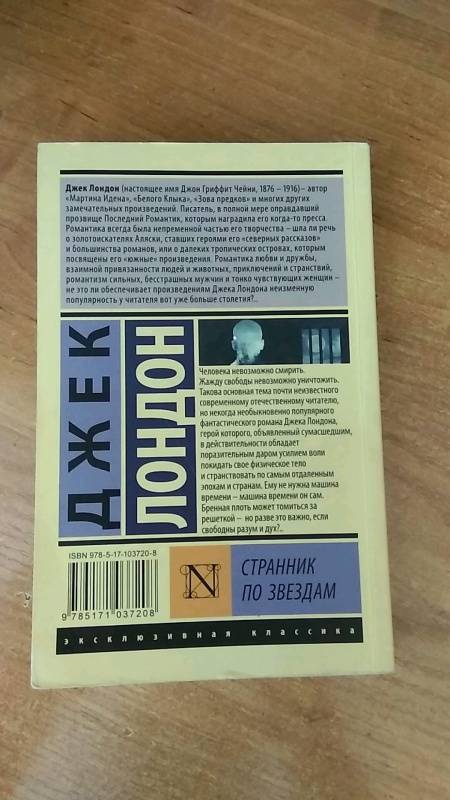 Джек Лондон (настоящее имя Джон Гриффит Чейни, 1876 – 1916) – автор
«Мартина Идена», «Белого Клыка», «Зова предков» и многих других
замечательных произведений. Писатель, в полной мере оправдавший
прозвище Последний Романтик, которым наградила его когда-то пресса.
Романтика всегда была непременной частью его творчества – шла ли речь
о золотоискателях Аляски, ставших героями его «северных рассказов»
и большинства романов, или о далеких тропических островах, которым
посвящены его «южные» произведения. Романтика любви и дружбы,
взаимной привязанности людей и животных, приключений и странствий,
романтизм сильных, бесстрашных мужчин и тонко чувствующих женщин –
не это ли обеспечивает произведениям Джека Лондона неизменную
популярность у читателя вот уже больше столетия?..
ДЖЕК
ЛОНДОН
Человека невозможно смирить.
Жажду свободы невозможно уничтожить.
Такова основная тема почти неизвестного
современному отечественному читателю,
но некогда необыкновенно популярного
фантастического романа Джека Лондона,
герой которого, объявленный сумасшедшим,
в действительности обладает
поразительным даром усилием воли
покидать свое физическое тело
и странствовать по самым отдаленным
эпохам и странам. Ему не нужна машина
времени – машина времени он сам.
Бренная плоть может томиться за
решеткой – но разве это важно, если
свободны разум и дух?..
ISBN 978-5-17-103720-8
9 785171 037208
N
СТРАННИК
ПО ЗВЕЗДАМ
эксклюзивная классика